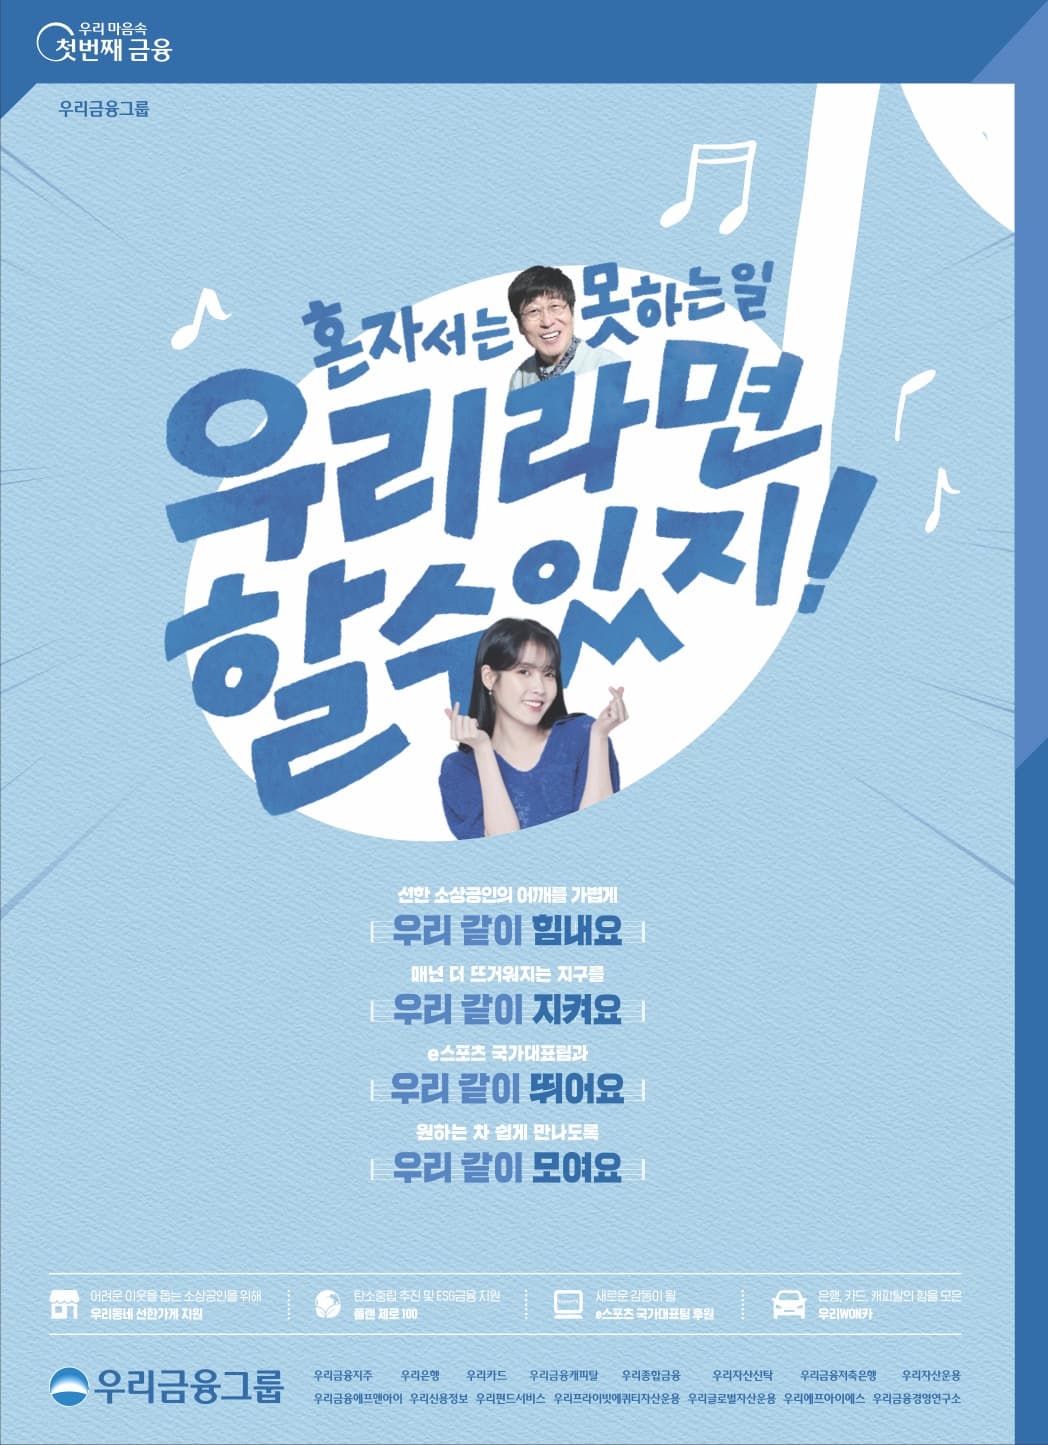 우리 마음속
첫번째 금융
우리금융그룹
혼자서는 못하는 일
우리라면
할 수 있지!
선한 소상공인의 어깨를 가볍게
우리 같이 힘내요
매년 더 뜨거워지는 지구를
우리 같이 지켜요
e스포츠 국가대표팀과
우리 같이 뛰어요
원하는 차 쉽게 만나도록
우리 같이 모여요
어려운 이웃을 돕는 소상공인을 위해
우리동네 선한가게 지원
탄소중립 추진 및 ESG금융 지원
플랜 제로 100
새로운 감동이 될
e스포츠 국가대표팀 후원
은행, 카드, 캐피탈의 힘을 모은
우리WON카
우리금융그룹
우리금융지주 우리은행 우리카드 우리금융캐피탈 우리종합금융 우리자산신탁 우리금융저축은행 우리자산운용
우리금융에프앤아이 우리신용정보 우리펀드서비스 우리프라이빗에퀴티자산운용 우리글로벌자산운용 우리에프아이에스 우리금융경영연구소